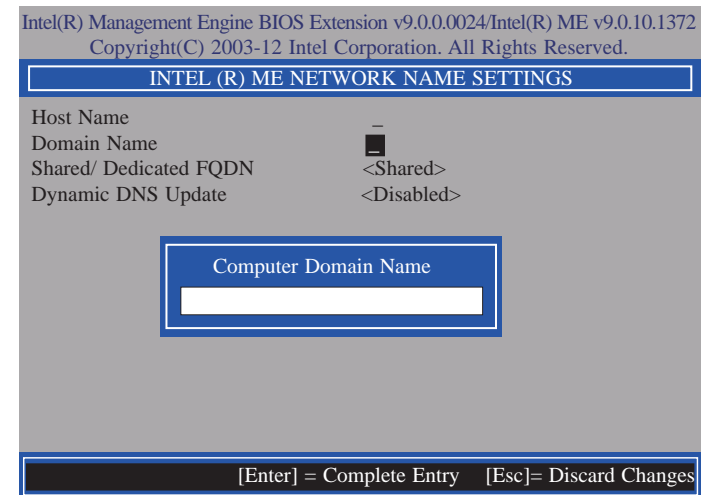 Intel(R) Management Engine BIOS Extension v9.0.0.0024/Intel(R) ME v9.0.10.1372
Copyright(C) 2003-12 Intel Corporation. All Rights Reserved.
INTEL (R) ME NETWORK NAME SETTINGS
Host Name _
Domain Name _
Shared/ Dedicated FQDN <Shared>
Dynamic DNS Update <Disabled>
Computer Domain Name
[Enter] = Complete Entry [Esc]= Discard Changes